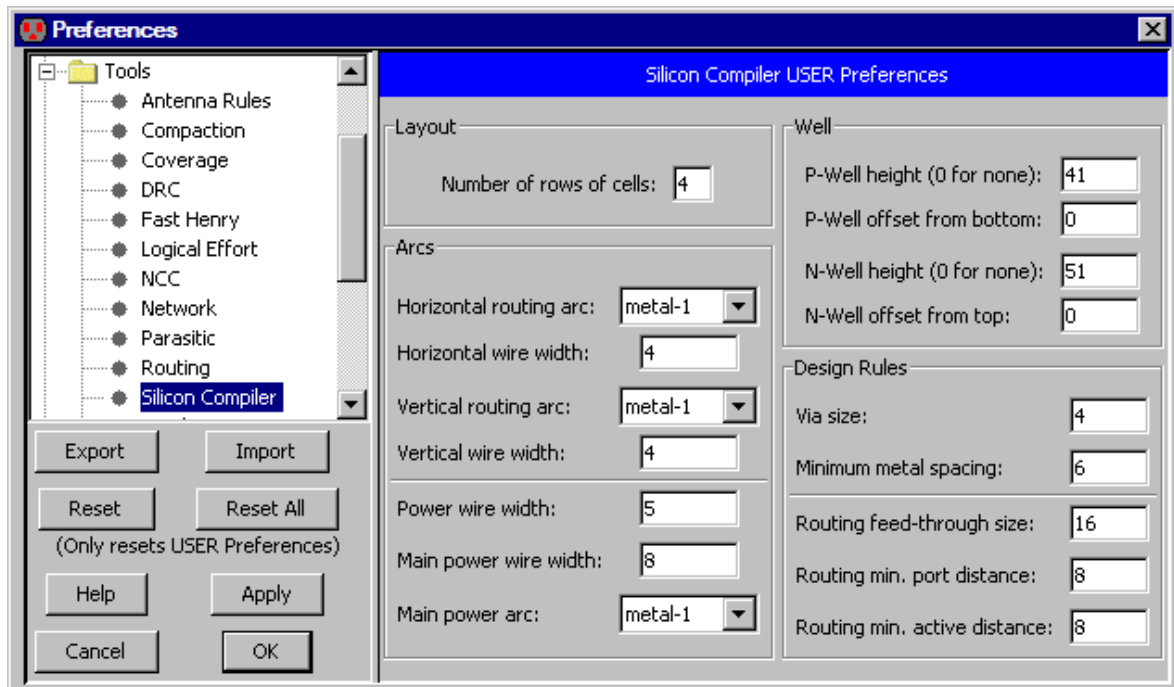 Preferences
Tools
Antenna Rules
Compaction
Coverage
DRC
Fast Henry
Logical Effort
NCC
Network
Parasitic
Routing
Silicon Compiler
Export Import
Reset Reset All
(Only resets USER Preferences)
Help Apply
Cancel OK
Silicon Compiler USER Preferences
Layout
Number of rows of cells: 4
Arcs
Horizontal routing arc: metal-1
Horizontal wire width: 4
Vertical routing arc: metal-1
Vertical wire width: 4
Power wire width: 5
Main power wire width: 8
Main power arc: metal-1
Well
P-Well height (0 for none): 41
P-Well offset from bottom: 0
N-Well height (0 for none): 51
N-Well offset from top: 0
Design Rules
Via size: 4
Minimum metal spacing: 6
Routing feed-through size: 16
Routing min. port distance: 8
Routing min. active distance: 8